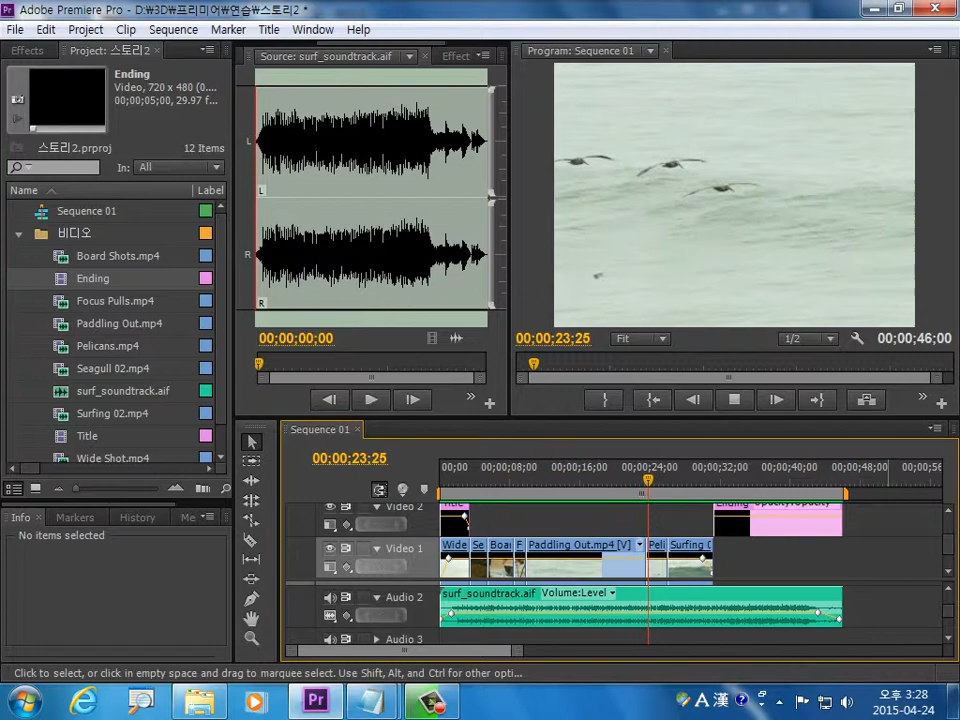 Adobe Premiere Pro - D:\3D\프리미어\연습\스토리2 *
File Edit Project Clip Sequence Marker Title Window Help
Effects Project: 스토리2
Source: surf_soundtrack.aif Effect
Program: Sequence 01
Ending
Video, 720 x 480 (0....
00;00;05;00, 29.97 f...
스토리2.prproj 12 Items
In: All
Name Label
Sequence 01
비디오
Board Shots.mp4
Ending
Focus Pulls.mp4
Paddling Out.mp4
Pelicans.mp4
Seagull 02.mp4
surf_soundtrack.aif
Surfing 02.mp4
Title
Wide Shot.mp4
L
L
R
R
00;00;00;00
00;00;23;25 Fit 1/2 00;00;46;00
Info Markers History Me
No items selected
Sequence 01
00;00;23;25
00;00 00;00;08;00 00;00;16;00 00;00;24;00 00;00;32;00 00;00;40;00 00;00;48;00 00;00;56
Video 2 Title Ending Opacity:Opacity
Video 1 Wide Se Boar F Paddling Out.mp4 [V] Peli Surfing 0
Audio 2 surf_soundtrack.aif Volume:Level
Audio 3
Click to select, or click in empty space and drag to marquee select. Use Shift, Alt, and Ctrl for other opti...
Pr A 漢 오후 3:28
2015-04-24